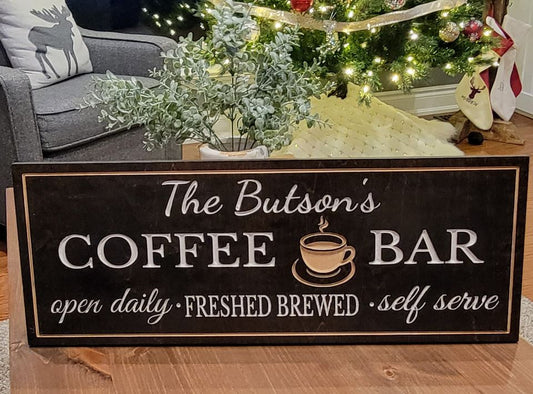 The Butson's
COFFEE BAR
open daily · FRESHED BREWED · self serve